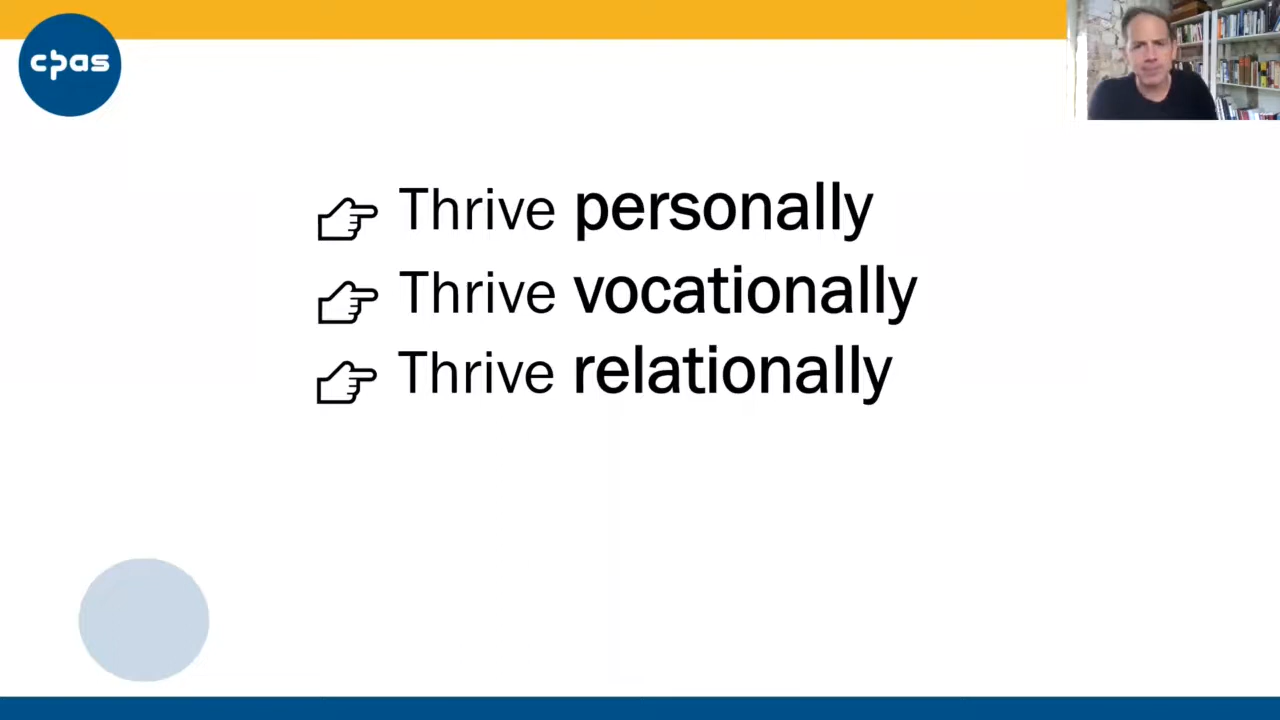 cpas
Thrive personally
Thrive vocationally
Thrive relationally